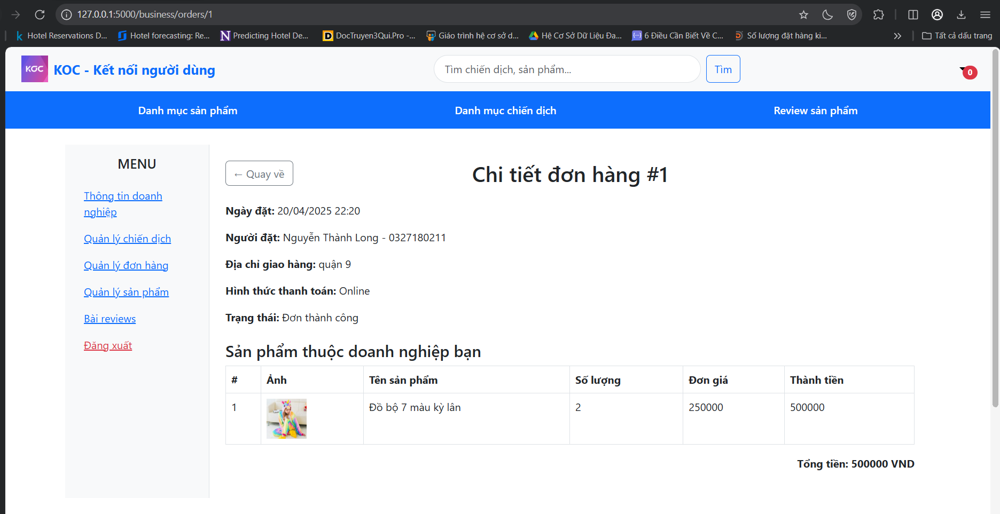 127.0.0.1:5000/business/orders/1
Hotel Reservations D...
Hotel forecasting: Re...
Predicting Hotel De...
DocTruyen3Qui.Pro -...
Giáo trình hệ cơ sở d...
Hệ Cơ Sở Dữ Liệu Đa...
6 Điều Cần Biết Về C...
Số lượng đặt hàng ki...
Tất cả dấu trang
KOC
KOC - Kết nối người dùng
Tìm chiến dịch, sản phẩm...
Tìm
0
Danh mục sản phẩm
Danh mục chiến dịch
Review sản phẩm
MENU
Thông tin doanh
nghiệp
Quản lý chiến dịch
Quản lý đơn hàng
Quản lý sản phẩm
Bài reviews
Đăng xuất
← Quay về
Chi tiết đơn hàng #1
Ngày đặt: 20/04/2025 22:20
Người đặt: Nguyễn Thành Long - 0327180211
Địa chỉ giao hàng: quận 9
Hình thức thanh toán: Online
Trạng thái: Đơn thành công
Sản phẩm thuộc doanh nghiệp bạn
# Ảnh Tên sản phẩm Số lượng Đơn giá Thành tiền
1 Đồ bộ 7 màu kỳ lân 2 250000 500000
Tổng tiền: 500000 VND